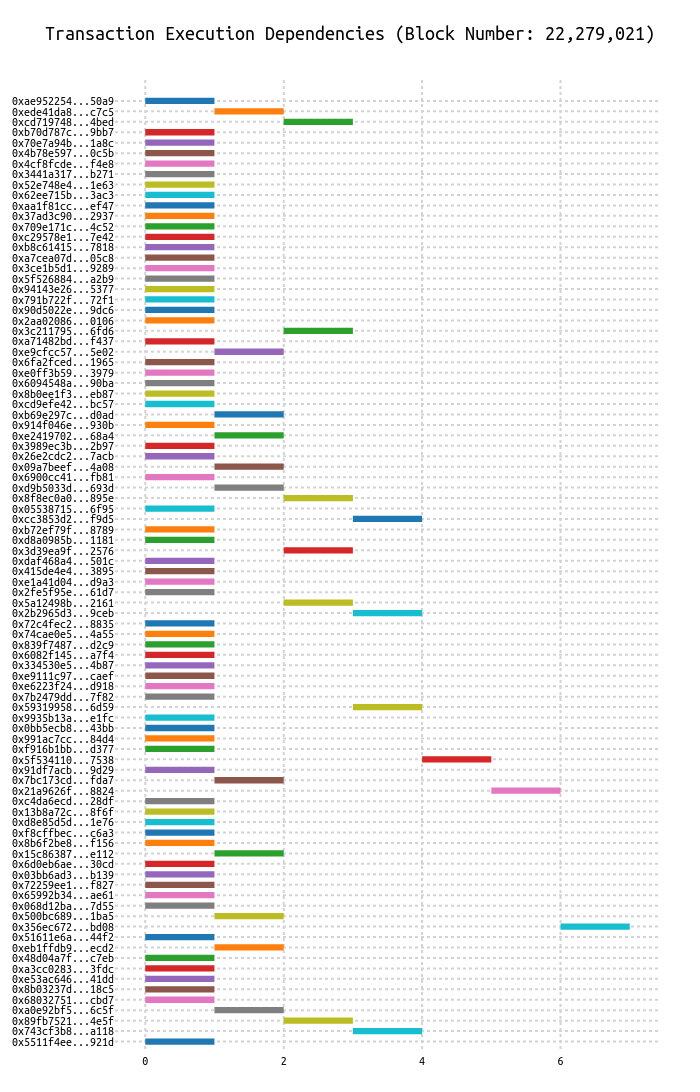 Transaction Execution Dependencies (Block Number: 22,279,021)
0xae952254...50a9
0xede41da8...c7c5
0xcd719748...4bed
0xb70d787c...9bb7
0x70e7a94b...1a8c
0x4b78e597...0c5b
0x4cf8fcde...f4e8
0x3441a317...b271
0x52e748e4...1e63
0x62ee715b...3ac3
0xaa1f81cc...ef47
0x37ad3c90...2937
0x709e171c...4c52
0xc29578e1...7e42
0xb8c61415...7818
0xa7cea07d...05c8
0x3ce1b5d1...9289
0x5f526884...a2b9
0x94143e26...5377
0x791b722f...72f1
0x90d5022e...9dc6
0x2aa02086...0106
0x3c211795...6fd6
0xa71482bd...f437
0xe9cfcc57...5e02
0x6fa2fced...1965
0xe0ff3b59...3979
0x6094548a...90ba
0x8b0ee1f3...eb87
0xcd9efe42...bc57
0xb69e297c...d0ad
0x914f046e...930b
0xe2419702...68a4
0x3989ec3b...2b97
0x26e2cdc2...7acb
0x09a7beef...4a08
0x6900cc41...fb81
0xd9b5033d...693d
0x8f8ec0a0...895e
0x05538715...6f95
0xcc3853d2...f9d5
0xb72ef79f...8789
0xd8a0985b...1181
0x3d39ea9f...2576
0xdaf468a4...501c
0x415de4e4...3895
0xe1a41d04...d9a3
0x2fe5f95e...61d7
0x5a12498b...2161
0x2b2965d3...9ceb
0x72c4fec2...8835
0x74cae0e5...4a55
0x839f7487...d2c9
0x6082f145...a7f4
0x334530e5...4b87
0xe9111c97...caef
0xe6223f24...d918
0x7b2479dd...7f82
0x59319958...6d59
0x9935b13a...e1fc
0x0bb5ecb8...43bb
0x991ac7cc...84d4
0xf916b1bb...d377
0x5f534110...7538
0x91df7acb...9d29
0x7bc173cd...fda7
0x21a9626f...8824
0xc4da6ecd...28df
0x13b8a72c...8f6f
0xd8e85d5d...1e76
0xf8cffbec...c6a3
0x8b6f2be8...f156
0x15c86387...e112
0x6d0eb6ae...30cd
0x03bb6ad3...b139
0x72259ee1...f827
0x65992b34...ae61
0x068d12ba...7d55
0x500bc689...1ba5
0x356ec672...bd08
0x51611e6a...44f2
0xeb1ffdb9...ecd2
0x48d04a7f...c7eb
0xa3cc0283...3fdc
0xe53ac646...41dd
0x8b03237d...18c5
0x68032751...cbd7
0xa0e92bf5...6c5f
0x89fb7521...4e5f
0x743cf3b8...a118
0x5511f4ee...921d
0 2 4 6